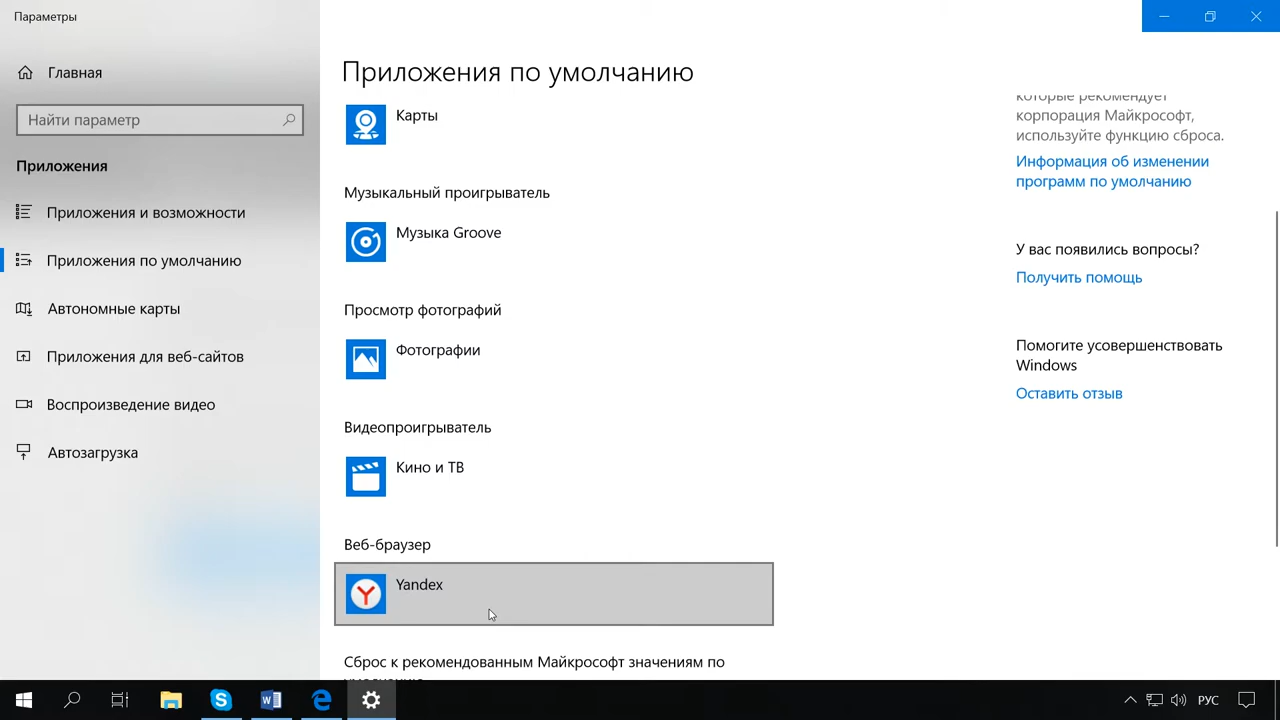 Параметры
Главная
Найти параметр
Приложения
Приложения и возможности
Приложения по умолчанию
Автономные карты
Приложения для веб-сайтов
Воспроизведение видео
Автозагрузка
Приложения по умолчанию
Карты
Музыкальный проигрыватель
Музыка Groove
Просмотр фотографий
Фотографии
Видеопроигрыватель
Кино и ТВ
Веб-браузер
Yandex
Сброс к рекомендованным Майкрософт значениям по
умолчанию
которые рекомендует
корпорация Майкрософт,
используйте функцию сброса.
Информация об изменении
программ по умолчанию
У вас появились вопросы?
Получить помощь
Помогите усовершенствовать
Windows
Оставить отзыв
РУС